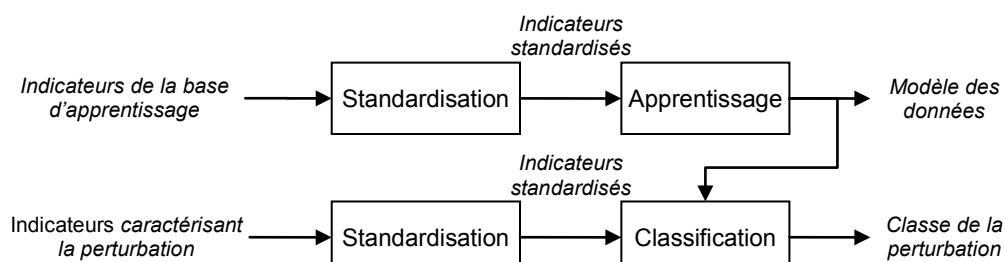 Indicateurs
standardisés
Indicateurs de la base
d'apprentissage
Standardisation
Apprentissage
Modèle des
données
Indicateurs
standardisés
Indicateurs caractérisant
la perturbation
Standardisation
Classification
Classe de la
perturbation